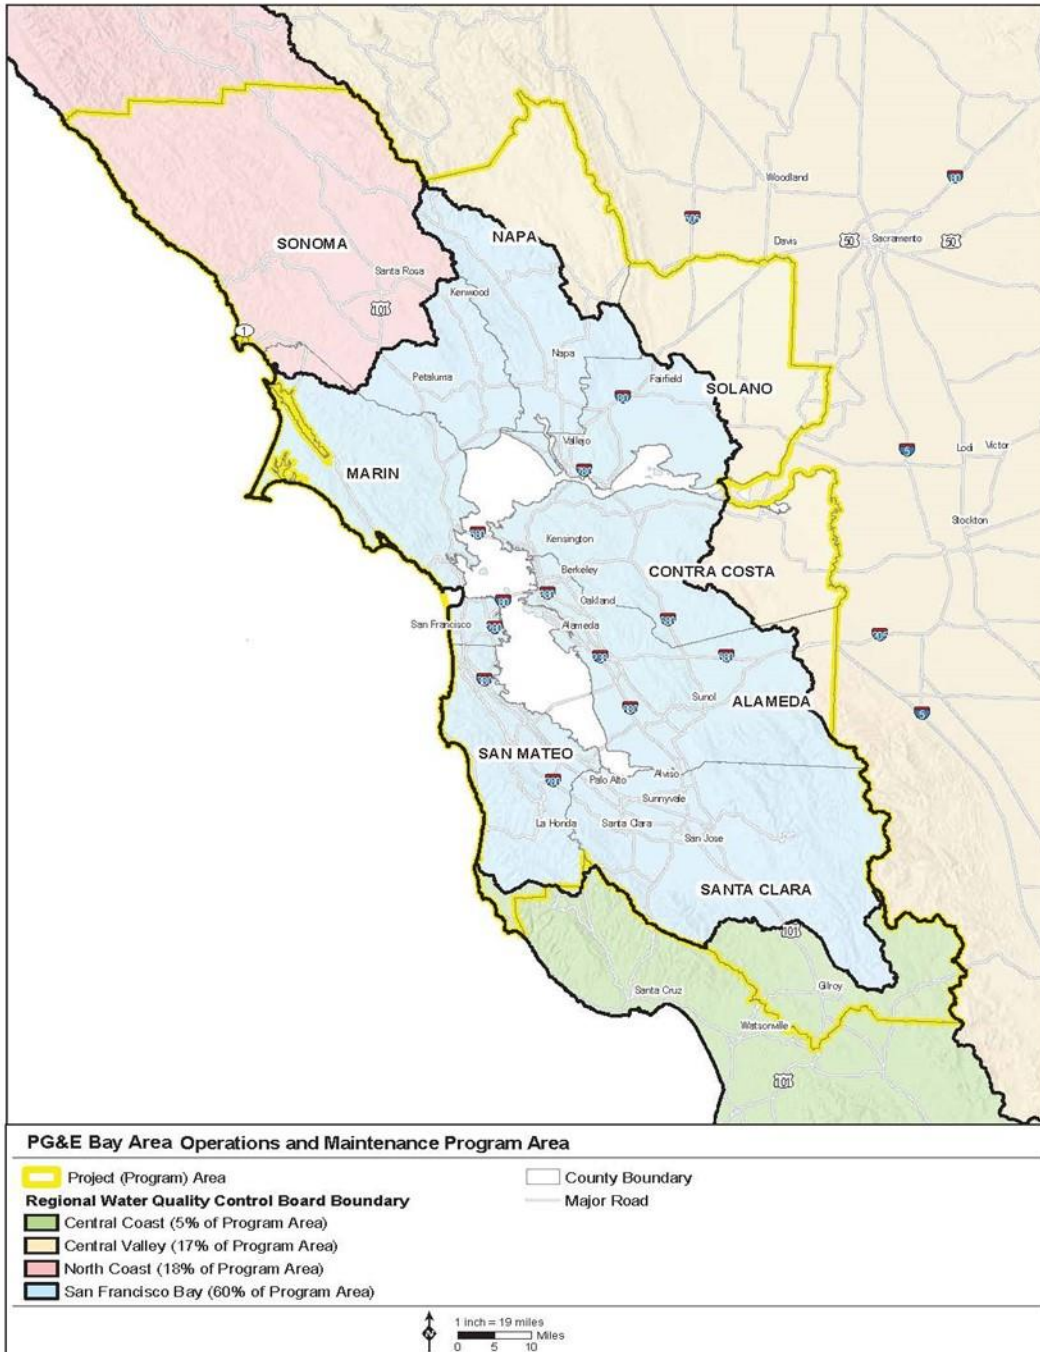 Woodland
80
505
NAPA
Davis
50
Sacramento
50
SONOMA
Santa Rosa
Kenwood
101
1
Napa
Petaluma
Fairfield
SOLANO
80
5
Lodi
Victor
Vallejo
MARIN
Stockton
Kensington
Berkeley
CONTRA COSTA
Oakland
San Francisco
Alameda
Sunol
ALAMEDA
5
SAN MATEO
Palo Alto
Alviso
Sunnyvale
La Honda
Santa Clara
San Jose
SANTA CLARA
101
Santa Cruz
Gilroy
Watsonville
101
PG&E Bay Area Operations and Maintenance Program Area
Project (Program) Area
County Boundary
Regional Water Quality Control Board Boundary
Major Road
Central Coast (5% of Program Area)
Central Valley (17% of Program Area)
North Coast (18% of Program Area)
San Francisco Bay (60% of Program Area)
N
1 inch = 19 miles
Miles
0 5 10